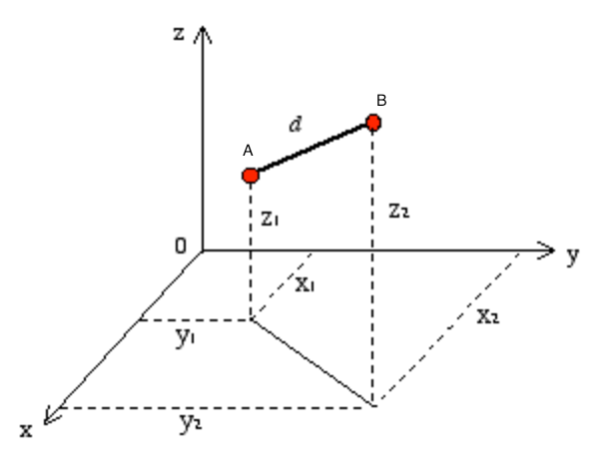 z
B
d
A
z₁
z₂
0
y
x₁
x₂
y₁
y₂
x